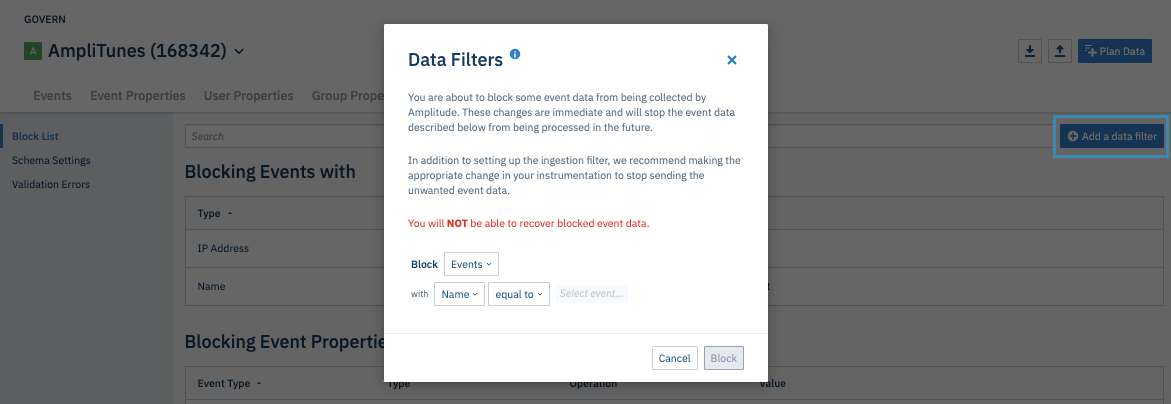 GOVERN
A AmpliTunes (168342)
Plan Data
Events Event Properties User Properties Group Prope
Block List
Schema Settings
Validation Errors
Search
Add a data filter
Blocking Events with
Type
IP Address
Name
Blocking Event Propertie
Event Type Type Operation Value
Data Filters
You are about to block some event data from being collected by
Amplitude. These changes are immediate and will stop the event data
described below from being processed in the future.
In addition to setting up the ingestion filter, we recommend making the
appropriate change in your instrumentation to stop sending the
unwanted event data.
You will NOT be able to recover blocked event data.
Block Events
with Name equal to Select event...
Cancel Block